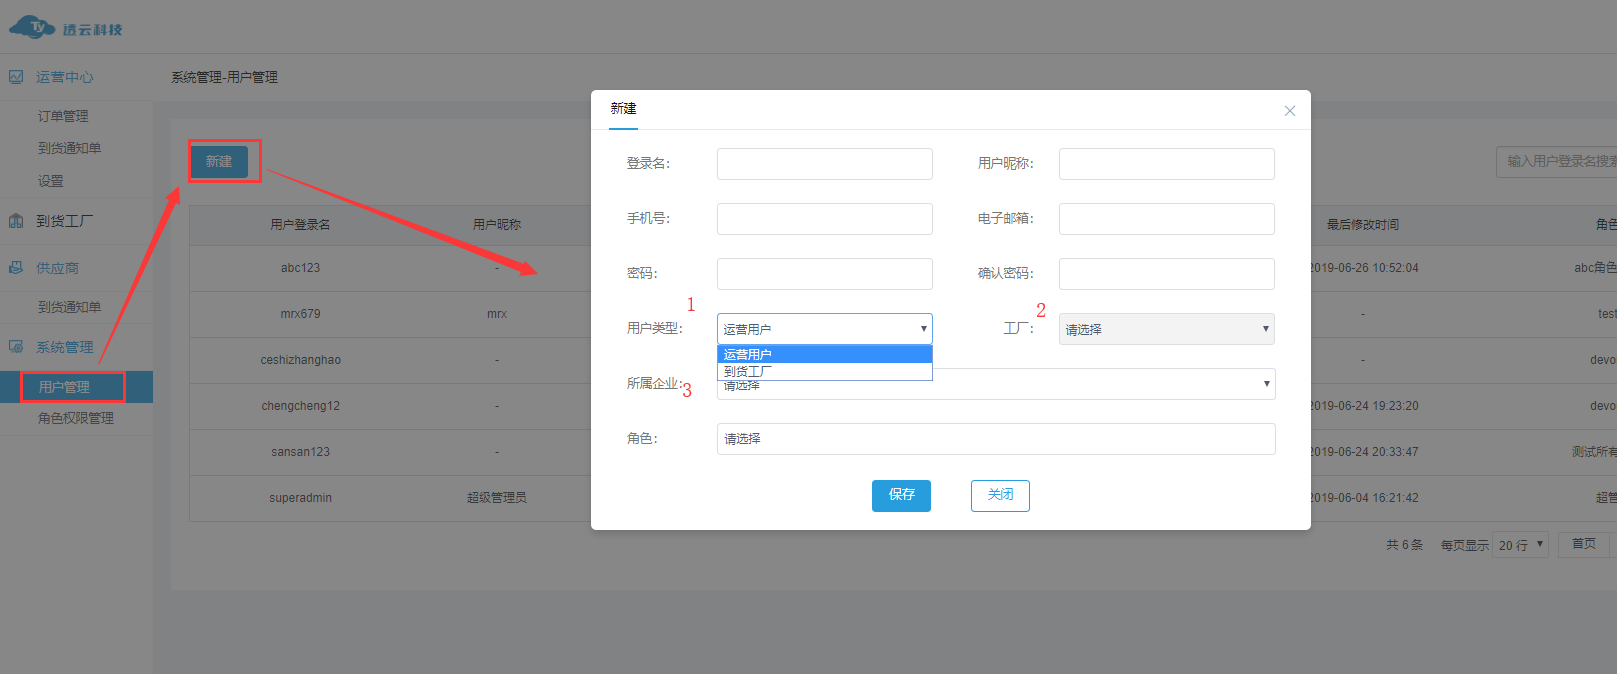 Ty 透云科技
运营中心
系统管理-用户管理
订单管理
到货通知单
设置
到货工厂
供应商
到货通知单
系统管理
用户管理
角色权限管理
新建
输入用户登录名搜索
用户登录名 用户昵称 最后修改时间 角色
abc123 - 2019-06-26 10:52:04 abc角色
mrx679 mrx - test
ceshizhanghao - - devo
chengcheng12 - 2019-06-24 19:23:20 devo
sansan123 - 2019-06-24 20:33:47 测试所有
superadmin 超级管理员 2019-06-04 16:21:42 超管
共 6 条 每页显示 20 行 首页
新建
登录名: 用户昵称:
手机号: 电子邮箱:
密码: 确认密码:
1 2
用户类型: 运营用户 工厂: 请选择
运营用户
到货工厂
所属企业: 3 请选择
角色: 请选择
保存 关闭